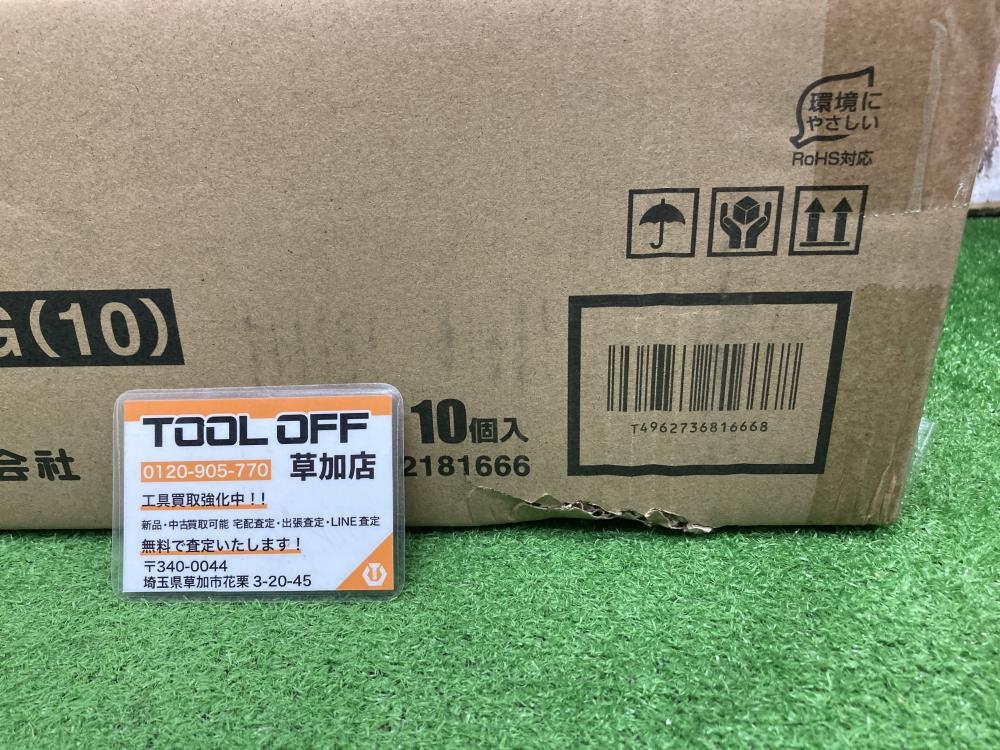 環境に
やさしい
RoHS対応
G(10)
T4962736816668
10個入
会社
2181666
TOOL OFF
0120-905-770 草加店
工具買取強化中!!
新品・中古買取可能 宅配査定・出張査定・LINE査定
無料で査定いたします!
〒340-0044
埼玉県草加市花栗 3-20-45